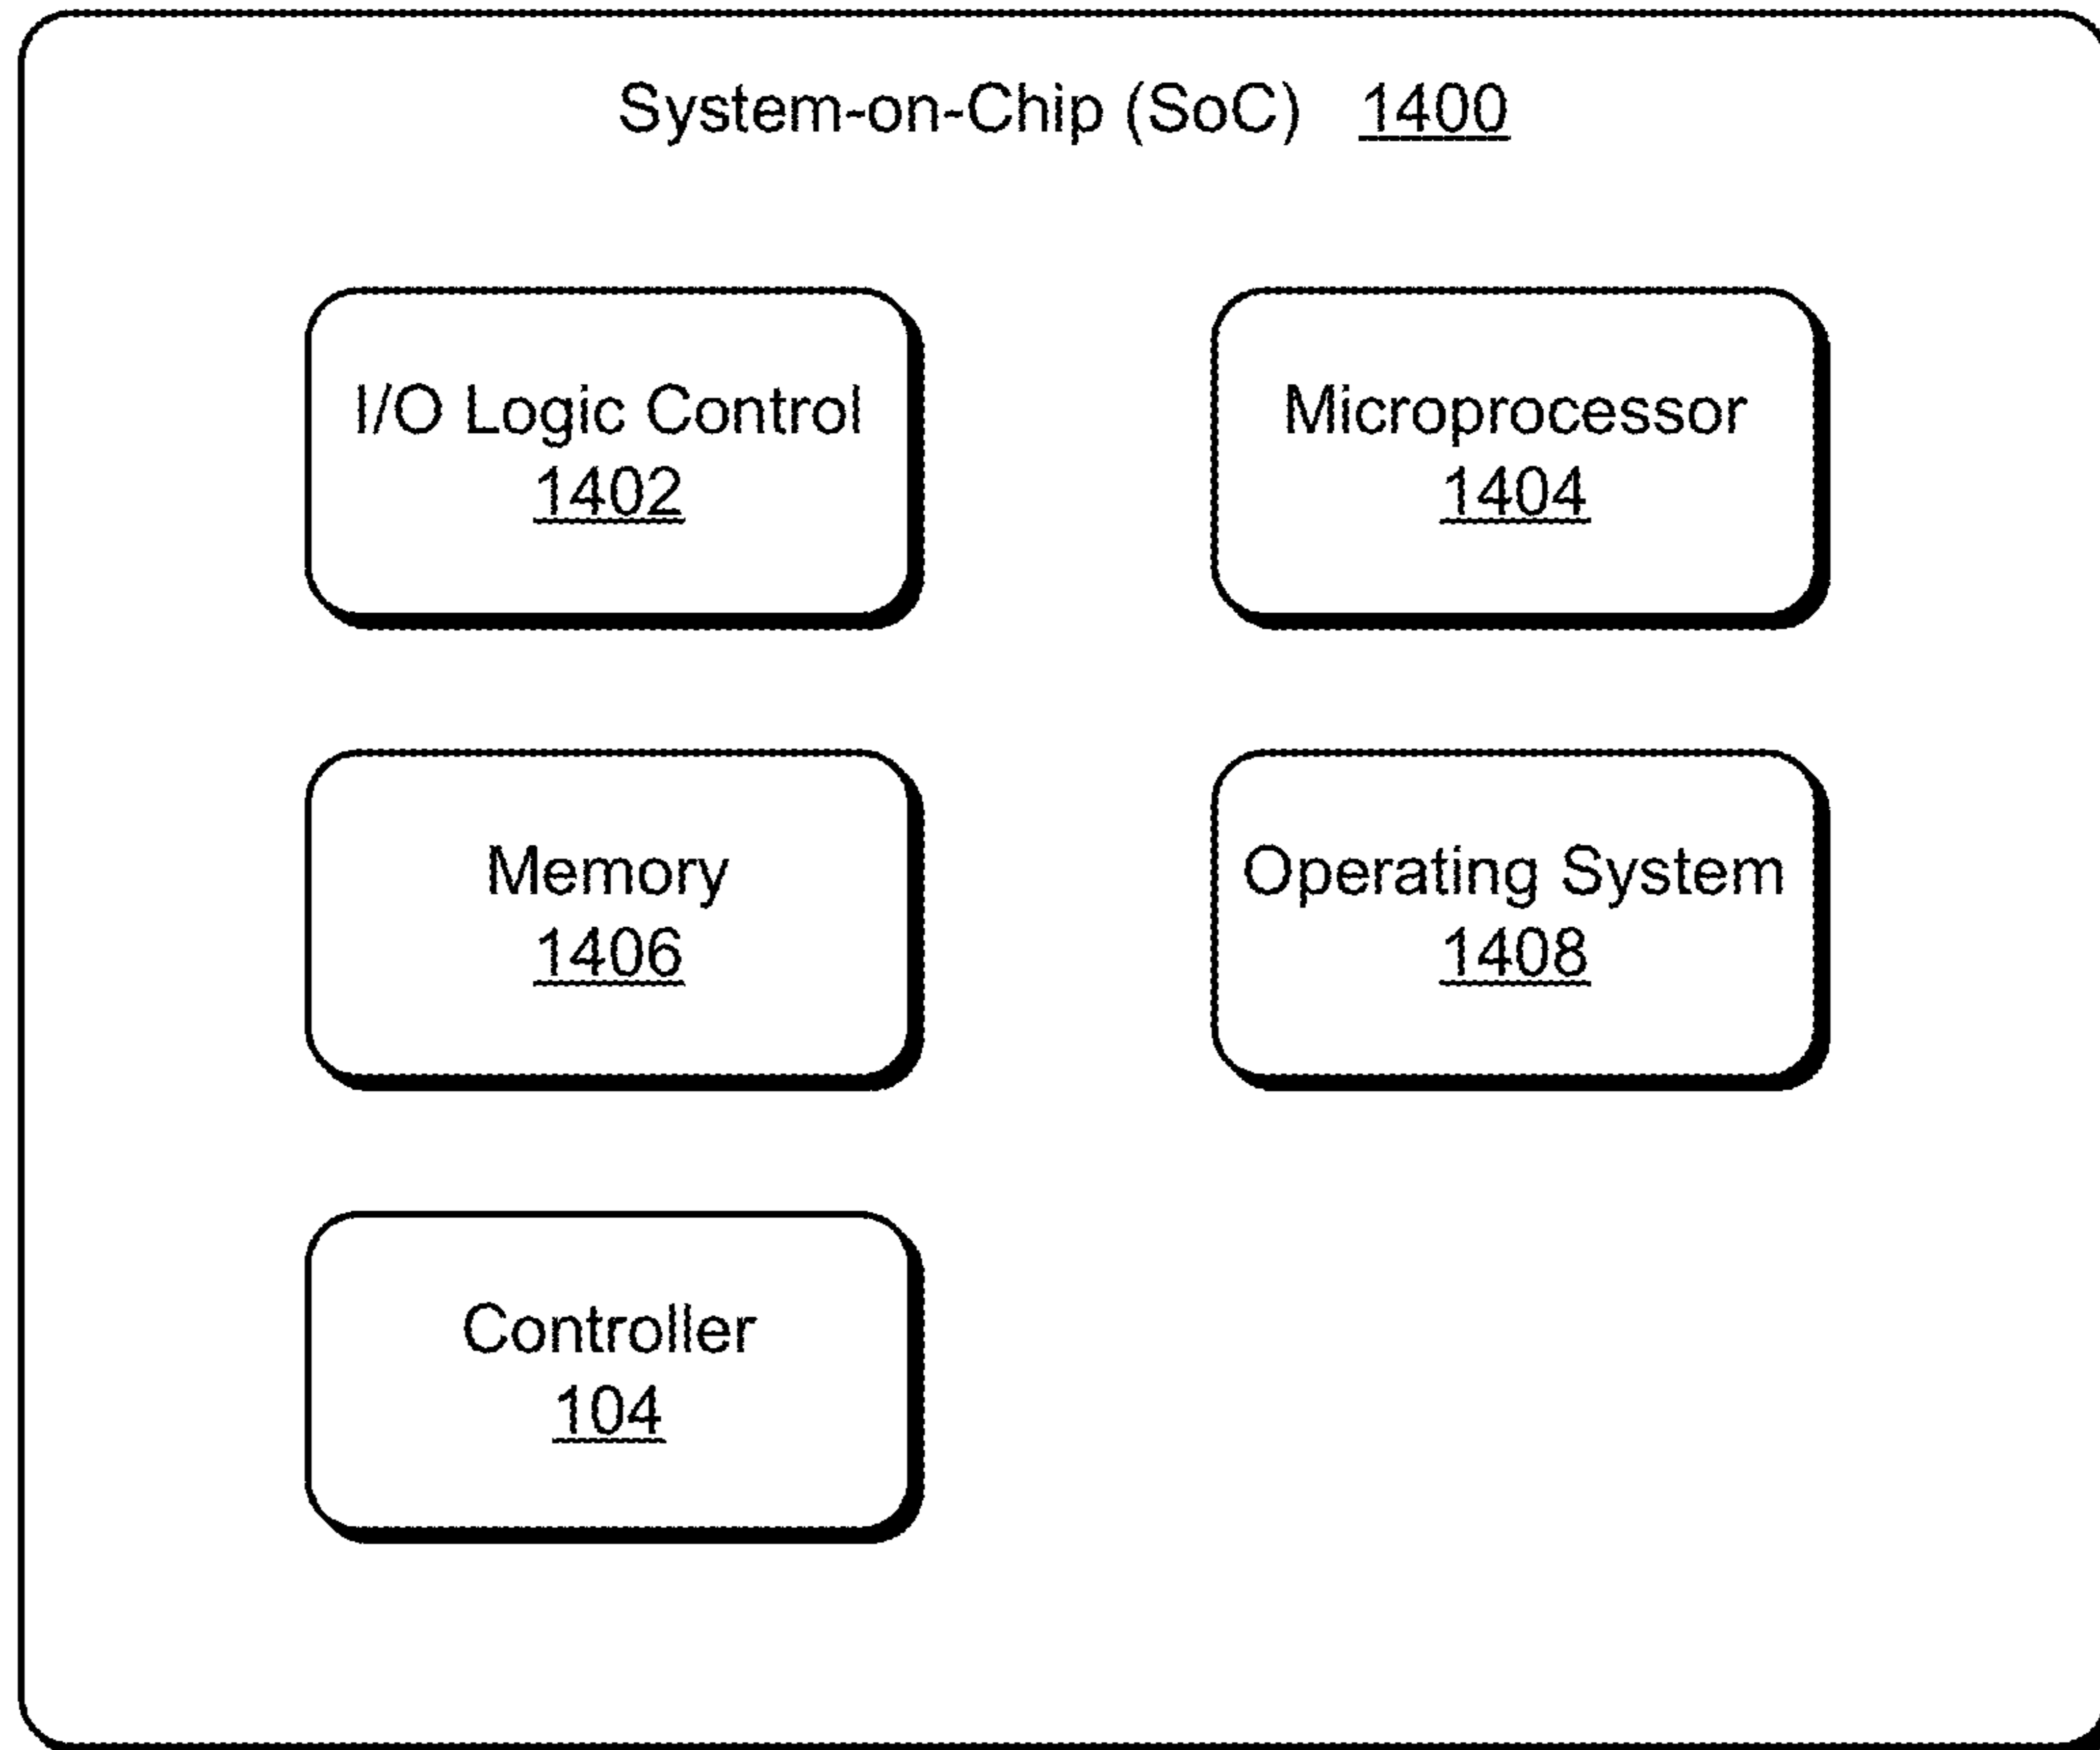 System-on-Chip (SoC) 1400
I/O Logic Control
1402
Microprocessor
1404
Memory
1406
Operating System
1408
Controller
104